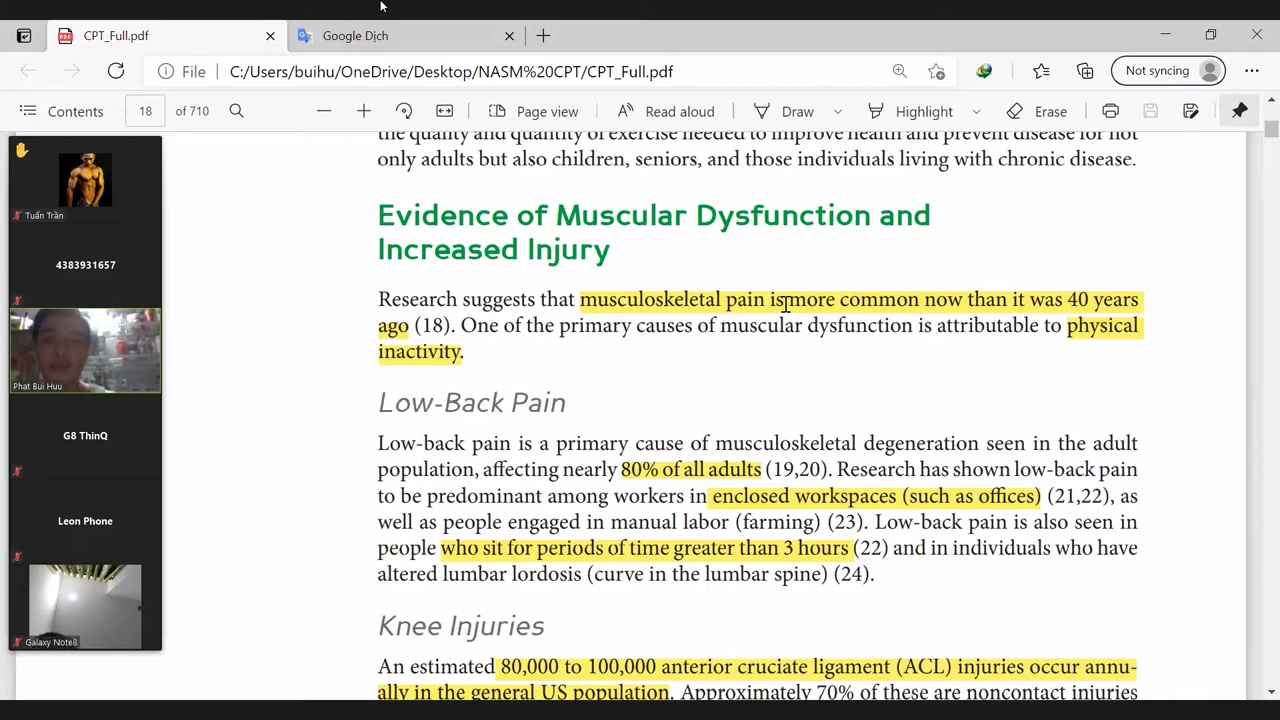 CPT_Full.pdf
Google Dịch
File
C:/Users/buihu/OneDrive/Desktop/NASM%20CPT/CPT_Full.pdf
Not syncing
Contents
18
of 710
Page view
Read aloud
Draw
Highlight
Erase
the quality and quantity of exercise needed to improve health and prevent disease for not
only adults but also children, seniors, and those individuals living with chronic disease.
Evidence of Muscular Dysfunction and
Increased Injury
Research suggests that musculoskeletal pain is more common now than it was 40 years
ago (18). One of the primary causes of muscular dysfunction is attributable to physical
inactivity.
Low-Back Pain
Low-back pain is a primary cause of musculoskeletal degeneration seen in the adult
population, affecting nearly 80% of all adults (19,20). Research has shown low-back pain
to be predominant among workers in enclosed workspaces (such as offices) (21,22), as
well as people engaged in manual labor (farming) (23). Low-back pain is also seen in
people who sit for periods of time greater than 3 hours (22) and in individuals who have
altered lumbar lordosis (curve in the lumbar spine) (24).
Knee Injuries
An estimated 80,000 to 100,000 anterior cruciate ligament (ACL) injuries occur annu-
ally in the general US population. Approximately 70% of these are noncontact injuries
Tuấn Trần
4383931657
Phat Bui Huu
G8 ThinQ
Leon Phone
Galaxy Note8